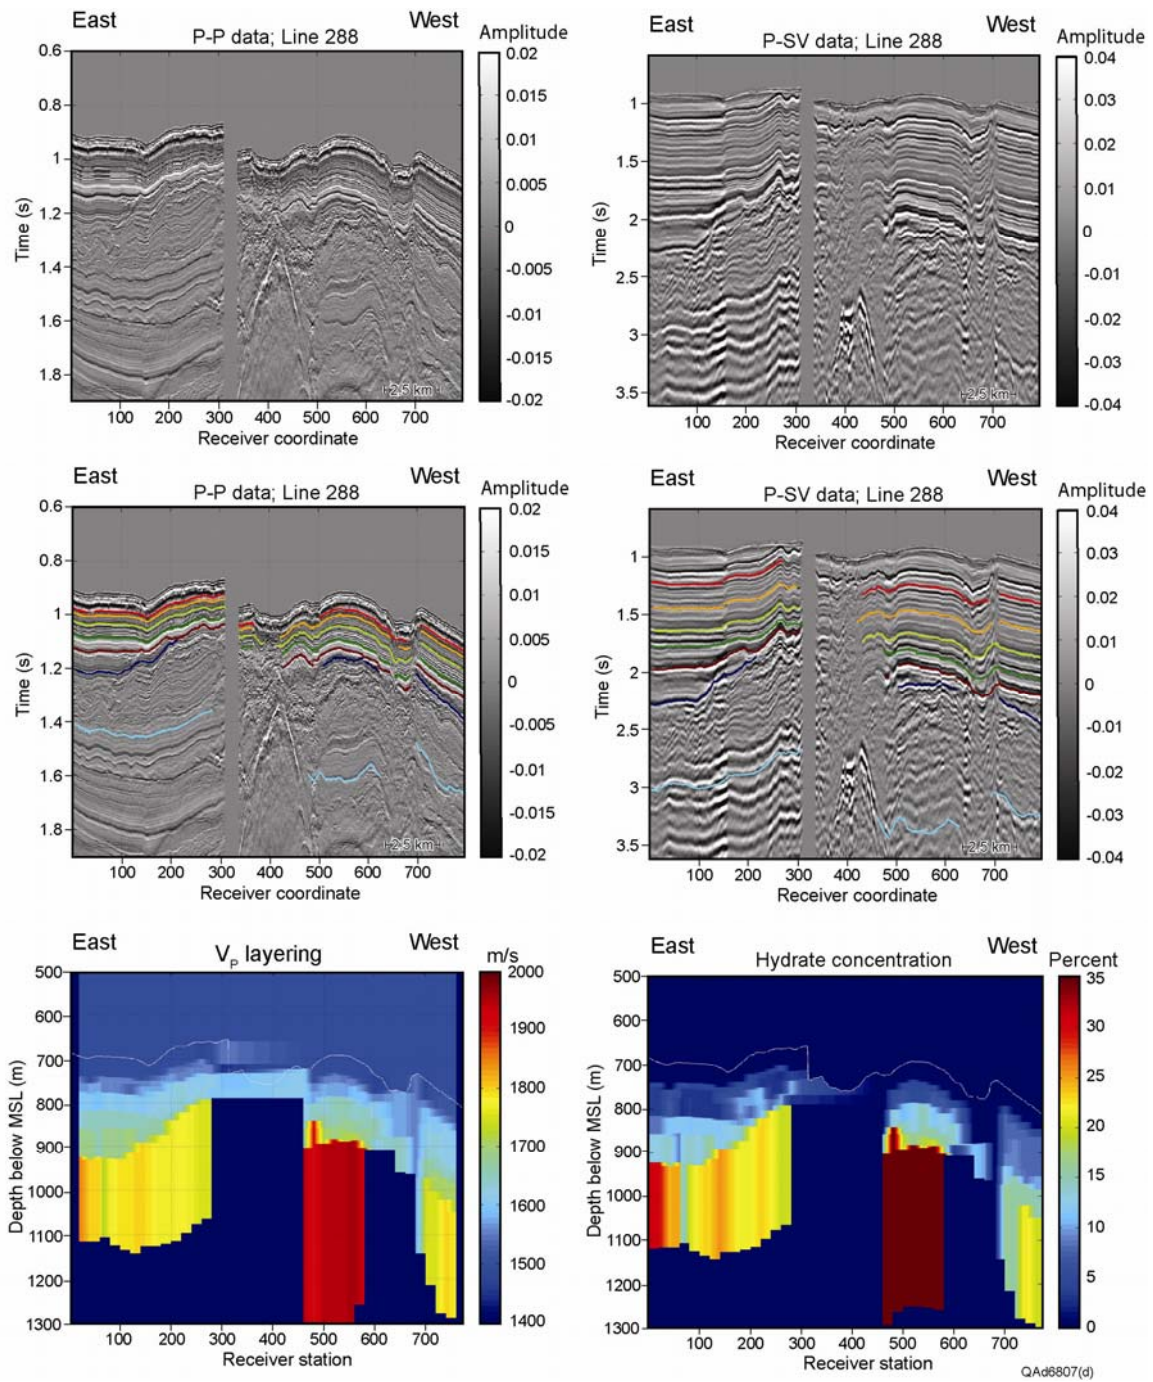 East
West
P-P data; Line 288
Amplitude
0.6
0.8
1
1.2
1.4
1.6
1.8
Time (s)
0.02
0.015
0.01
0.005
0
-0.005
-0.01
-0.015
-0.02
2.5 km
100 200 300 400 500 600 700
Receiver coordinate
East
West
P-SV data; Line 288
Amplitude
1
1.5
2
2.5
3
3.5
Time (s)
0.04
0.03
0.02
0.01
0
-0.01
-0.02
-0.03
-0.04
2.5 km
100 200 300 400 500 600 700
Receiver coordinate
East
West
P-P data; Line 288
Amplitude
0.6
0.8
1
1.2
1.4
1.6
1.8
Time (s)
0.02
0.015
0.01
0.005
0
-0.005
-0.01
-0.015
-0.02
2.5 km
100 200 300 400 500 600 700
Receiver coordinate
East
West
P-SV data; Line 288
Amplitude
1
1.5
2
2.5
3
3.5
Time (s)
0.04
0.03
0.02
0.01
0
-0.01
-0.02
-0.03
-0.04
2.5 km
100 200 300 400 500 600 700
Receiver coordinate
East
West
VP layering
m/s
500
600
700
800
900
1000
1100
1200
1300
Depth below MSL (m)
2000
1900
1800
1700
1600
1500
1400
100 200 300 400 500 600 700
Receiver station
East
West
Hydrate concentration
Percent
500
600
700
800
900
1000
1100
1200
1300
Depth below MSL (m)
35
30
25
20
15
10
5
0
100 200 300 400 500 600 700
Receiver station
QAd6807(d)